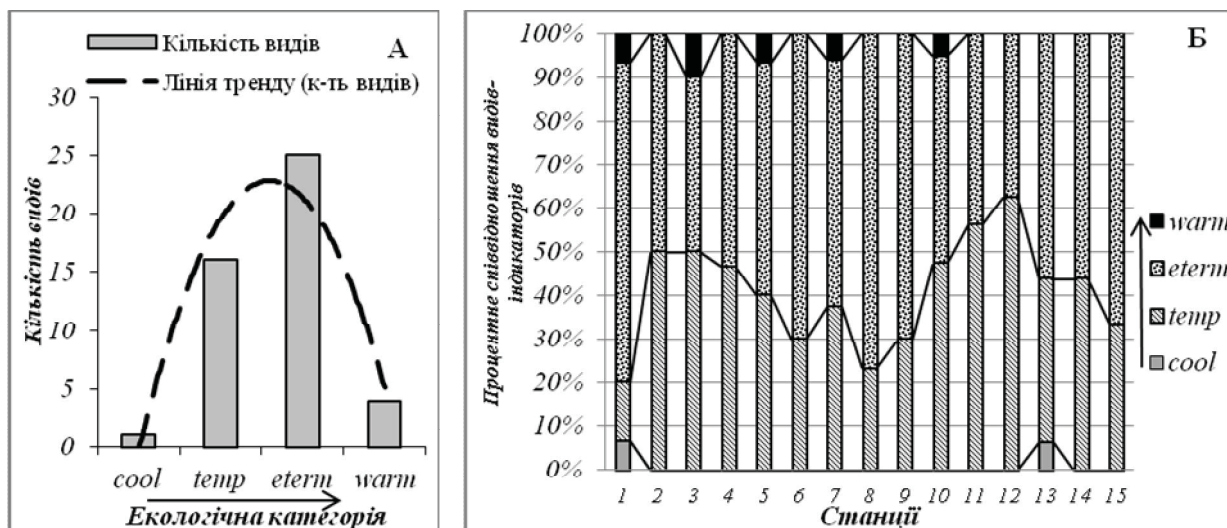 А
Кількість видів
Лінія тренду (к-ть видів)
Кількість видів
30
25
20
15
10
5
0
cool temp eterm warm
Екологічна категорія
Б
Процентне співвідношення видів-
індикаторів
100%
90%
80%
70%
60%
50%
40%
30%
20%
10%
0%
1 2 3 4 5 6 7 8 9 10 11 12 13 14 15
Станції
warm
eterm
temp
cool